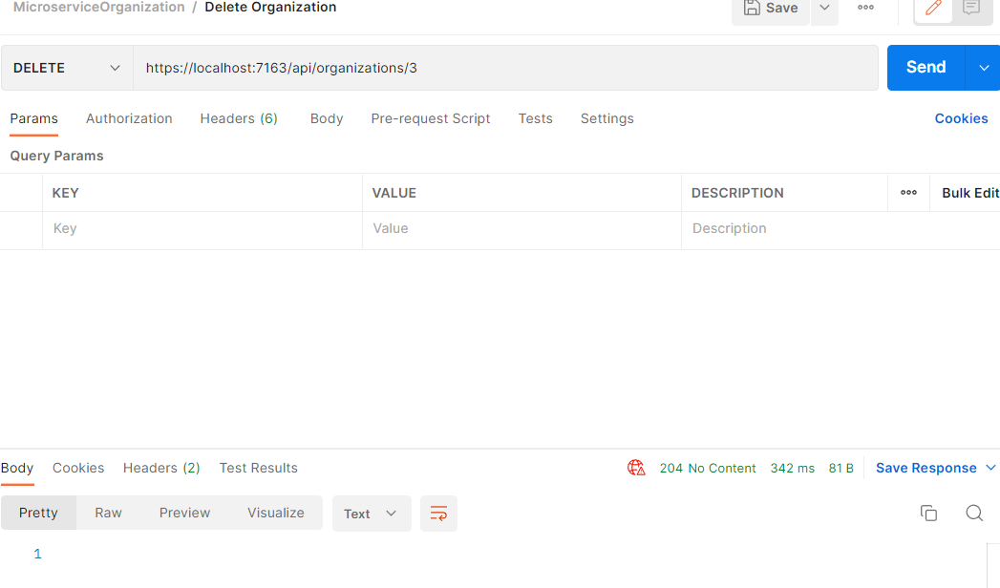 MicroserviceOrganization / Delete Organization
Save
DELETE https://localhost:7163/api/organizations/3 Send
Params Authorization Headers (6) Body Pre-request Script Tests Settings Cookies
Query Params
KEY VALUE DESCRIPTION Bulk Edit
Key Value Description
Body Cookies Headers (2) Test Results 204 No Content 342 ms 81 B Save Response
Pretty Raw Preview Visualize Text
1